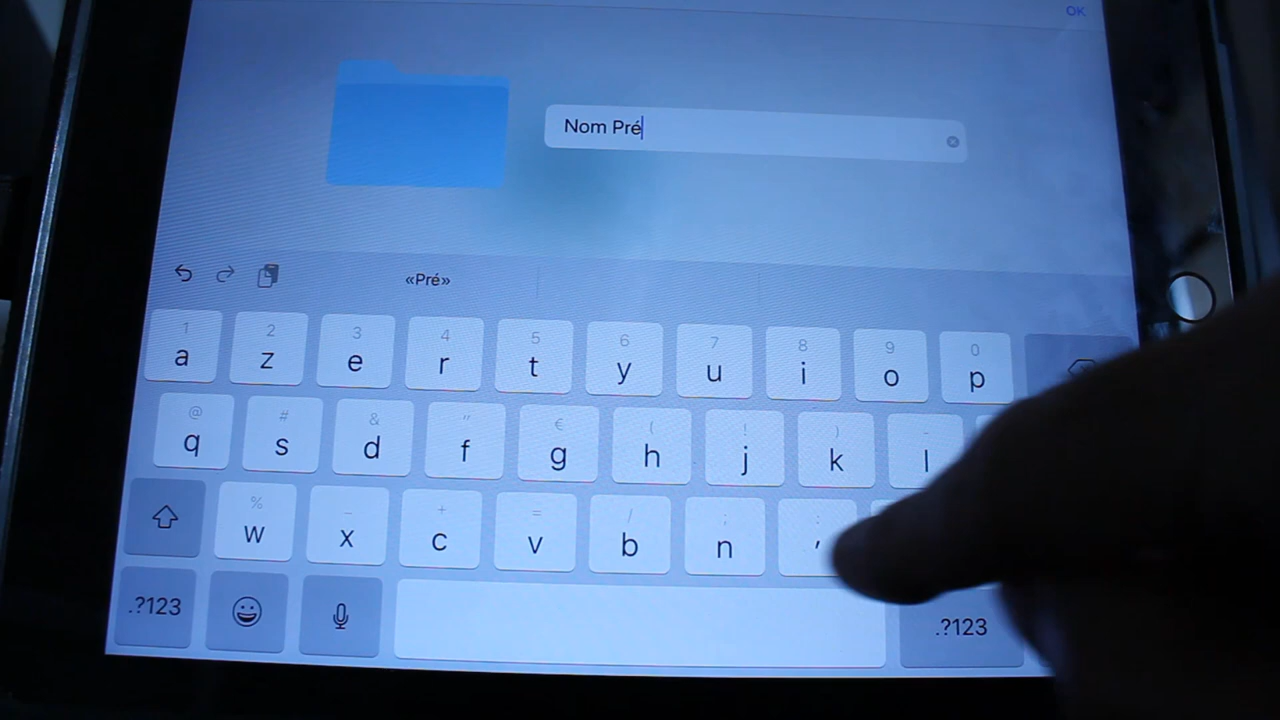 OK
Nom Pré
«Pré»
1 2 3 4 5 6 7 8 9 0
a z e r t y u i o p
@ # & " € ( ! ) -
q s d f g h j k l
% - + = / ; :
w x c v b n ,
.?123 .?123